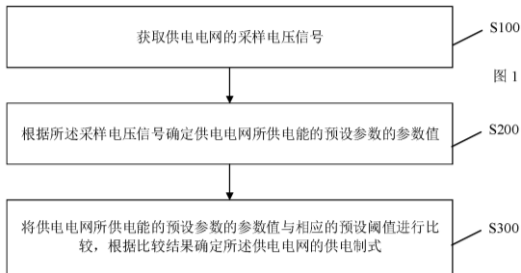 获取供电电网的采样电压信号
S100
图 1
根据所述采样电压信号确定供电电网所供电能的预设参数的参数值
S200
将供电电网所供电能的预设参数的参数值与相应的预设阈值进行比
较，根据比较结果确定所述供电电网的供电制式
S300